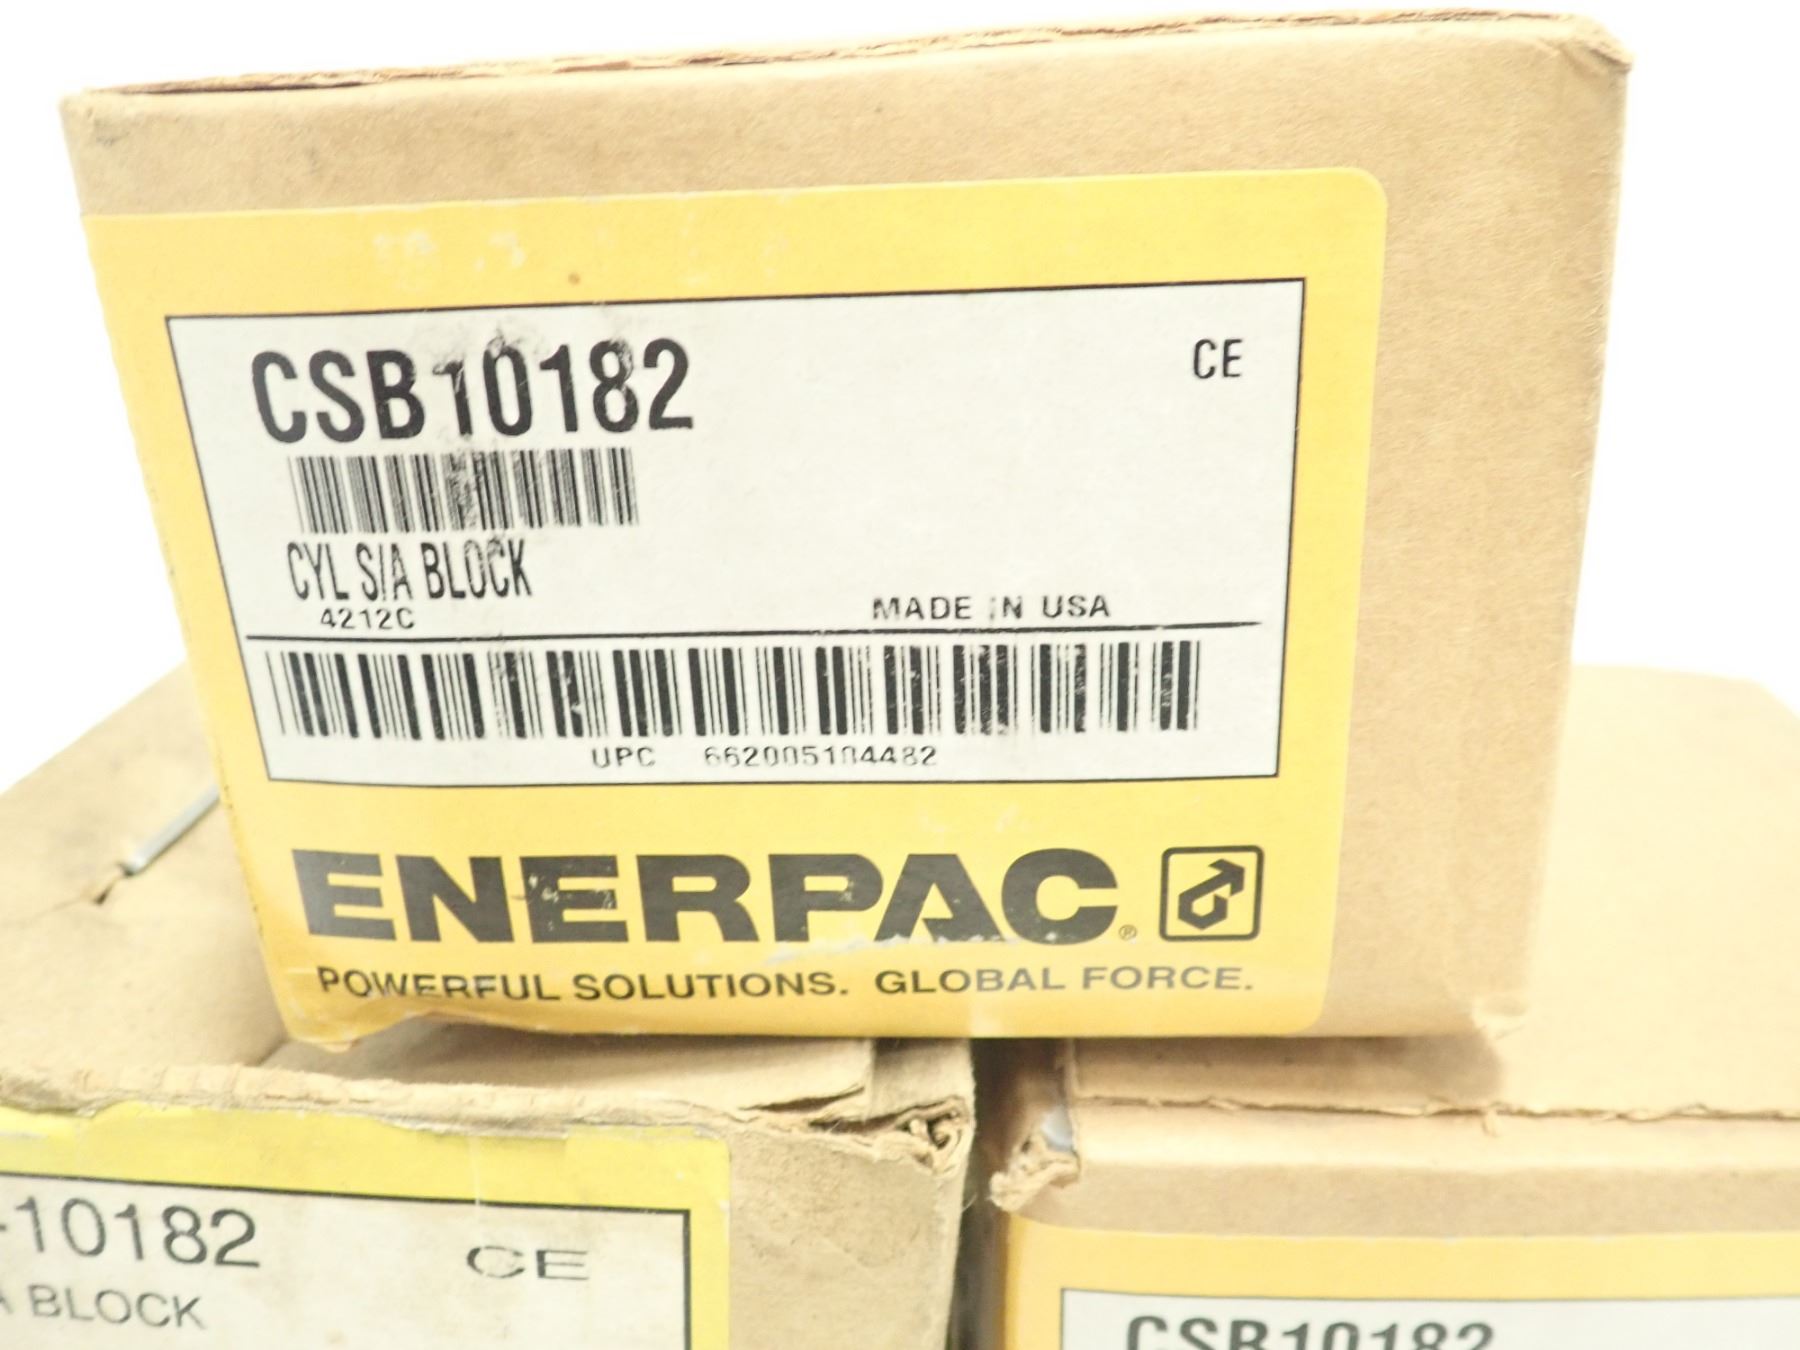 CSB10182
CE
CYL S/A BLOCK
4212C
MADE IN USA
UPC 662005104482
ENERPAC®
POWERFUL SOLUTIONS. GLOBAL FORCE.
-10182
CE
A BLOCK
CSB10182